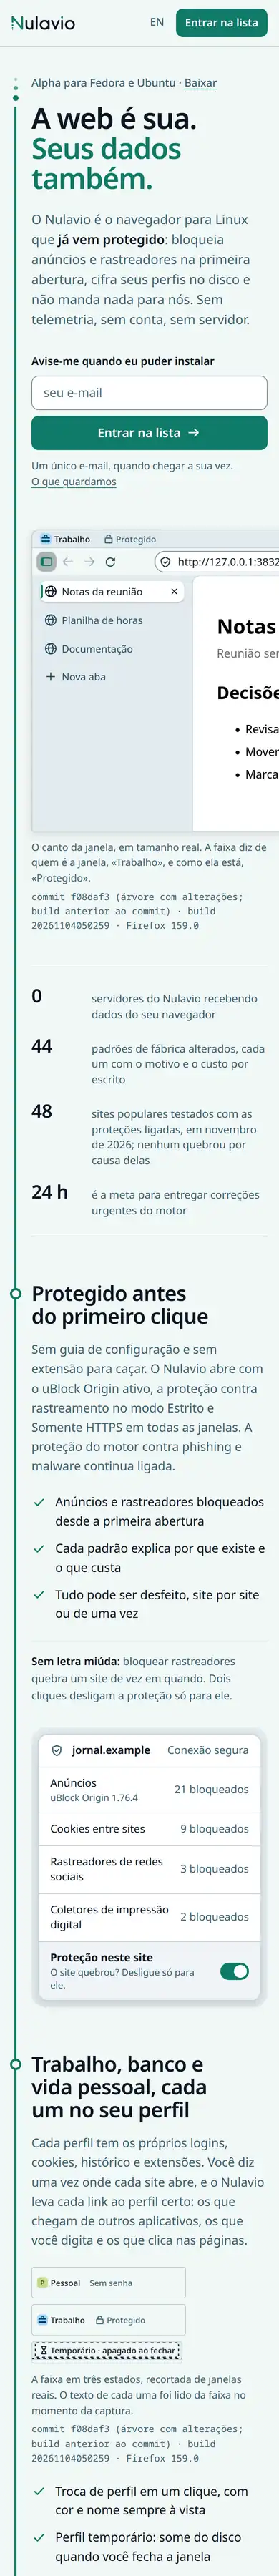 Nulavio
EN
Entrar na lista
Alpha para Fedora e Ubuntu · Baixar
A web é sua.
Seus dados
também.
O Nulavio é o navegador para Linux
que já vem protegido: bloqueia
anúncios e rastreadores na primeira
abertura, cifra seus perfis no disco e
não manda nada para nós. Sem
telemetria, sem conta, sem servidor.
Avise-me quando eu puder instalar
seu e-mail
Entrar na lista →
Um único e-mail, quando chegar a sua vez.
O que guardamos
Trabalho Protegido
http://127.0.0.1:3832
Notas da reunião ×
Planilha de horas
Documentação
+ Nova aba
Notas
Reunião ser
Decisõe
• Revisa
• Mover
• Marca
O canto da janela, em tamanho real. A faixa diz de
quem é a janela, «Trabalho», e como ela está,
«Protegido».
commit f08daf3 (árvore com alterações;
build anterior ao commit) · build
20261104050259 · Firefox 159.0
0
servidores do Nulavio recebendo
dados do seu navegador
44
padrões de fábrica alterados, cada
um com o motivo e o custo por
escrito
48
sites populares testados com as
proteções ligadas, em novembro
de 2026; nenhum quebrou por
causa delas
24 h
é a meta para entregar correções
urgentes do motor
Protegido antes
do primeiro clique
Sem guia de configuração e sem
extensão para caçar. O Nulavio abre com
o uBlock Origin ativo, a proteção contra
rastreamento no modo Estrito e
Somente HTTPS em todas as janelas. A
proteção do motor contra phishing e
malware continua ligada.
Anúncios e rastreadores bloqueados
desde a primeira abertura
Cada padrão explica por que existe e
o que custa
Tudo pode ser desfeito, site por site
ou de uma vez
Sem letra miúda: bloquear rastreadores
quebra um site de vez em quando. Dois
cliques desligam a proteção só para ele.
jornal.example Conexão segura
Anúncios
uBlock Origin 1.76.4
21 bloqueados
Cookies entre sites 9 bloqueados
Rastreadores de redes
sociais
3 bloqueados
Coletores de impressão
digital
2 bloqueados
Proteção neste site
O site quebrou? Desligue só para
ele.
Trabalho, banco e
vida pessoal, cada
um no seu perfil
Cada perfil tem os próprios logins,
cookies, histórico e extensões. Você diz
uma vez onde cada site abre, e o Nulavio
leva cada link ao perfil certo: os que
chegam de outros aplicativos, os que
você digita e os que clica nas páginas.
P Pessoal Sem senha
Trabalho Protegido
Temporário · apagado ao fechar
A faixa em três estados, recortada de janelas
reais. O texto de cada uma foi lido da faixa no
momento da captura.
commit f08daf3 (árvore com alterações;
build anterior ao commit) · build
20261104050259 · Firefox 159.0
Troca de perfil em um clique, com
cor e nome sempre à vista
Perfil temporário: some do disco
quando você fecha a janela